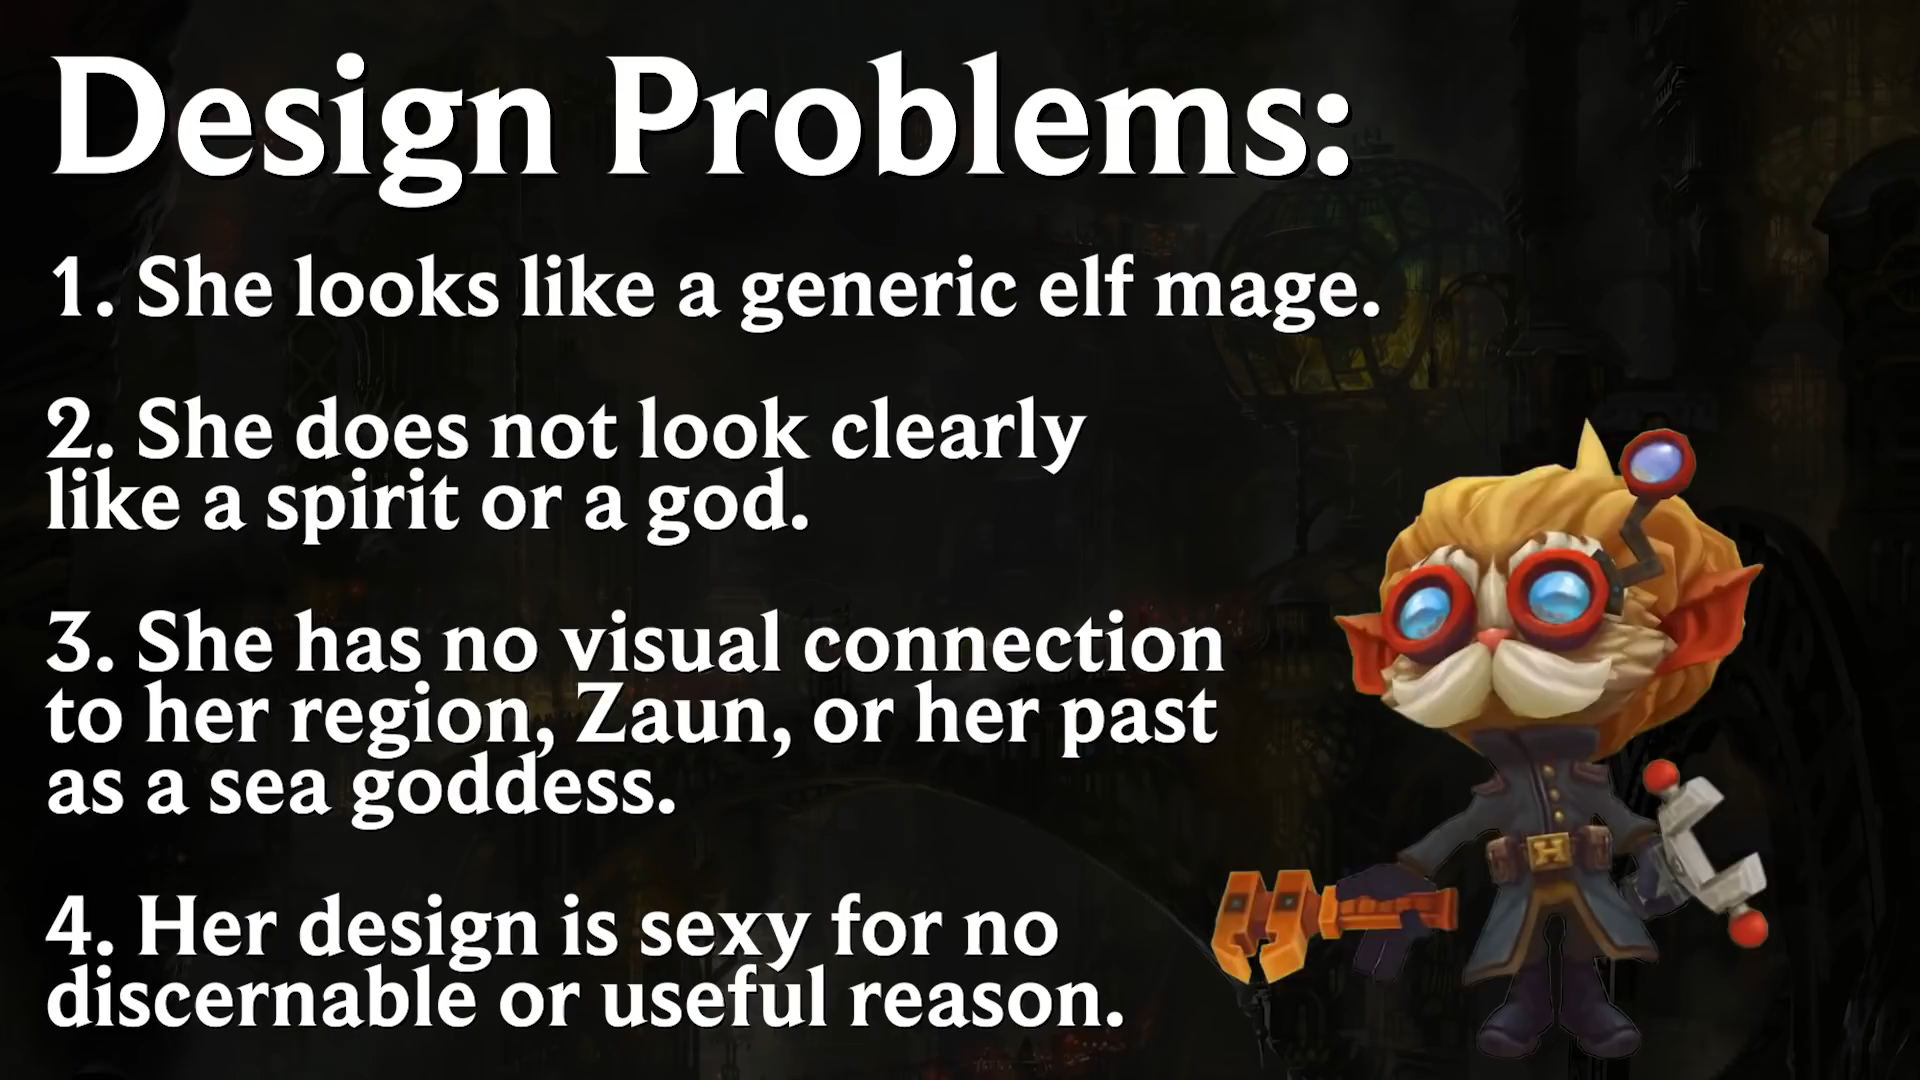 Design Problems:
1. She looks like a generic elf mage.
2. She does not look clearly
like a spirit or a god.
3. She has no visual connection
to her region, Zaun, or her past
as a sea goddess.
4. Her design is sexy for no
discernable or useful reason.
H